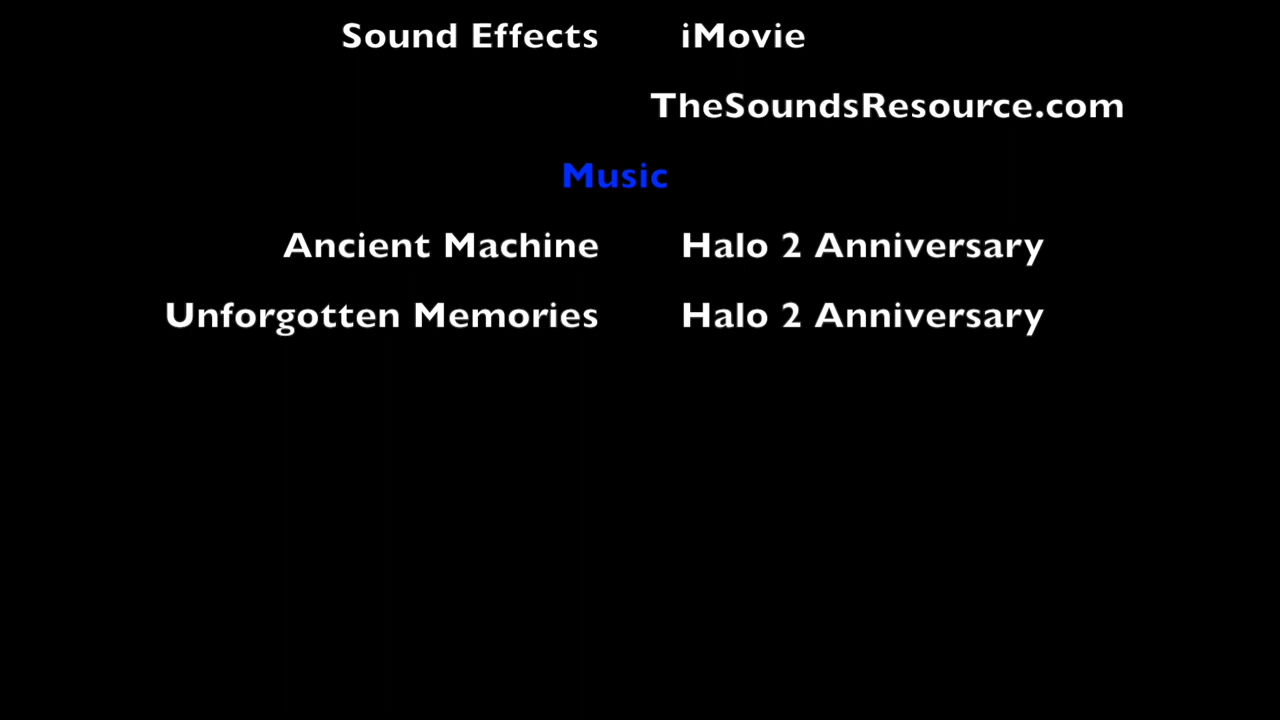 Sound Effects iMovie
TheSoundsResource.com
Music
Ancient Machine Halo 2 Anniversary
Unforgotten Memories Halo 2 Anniversary